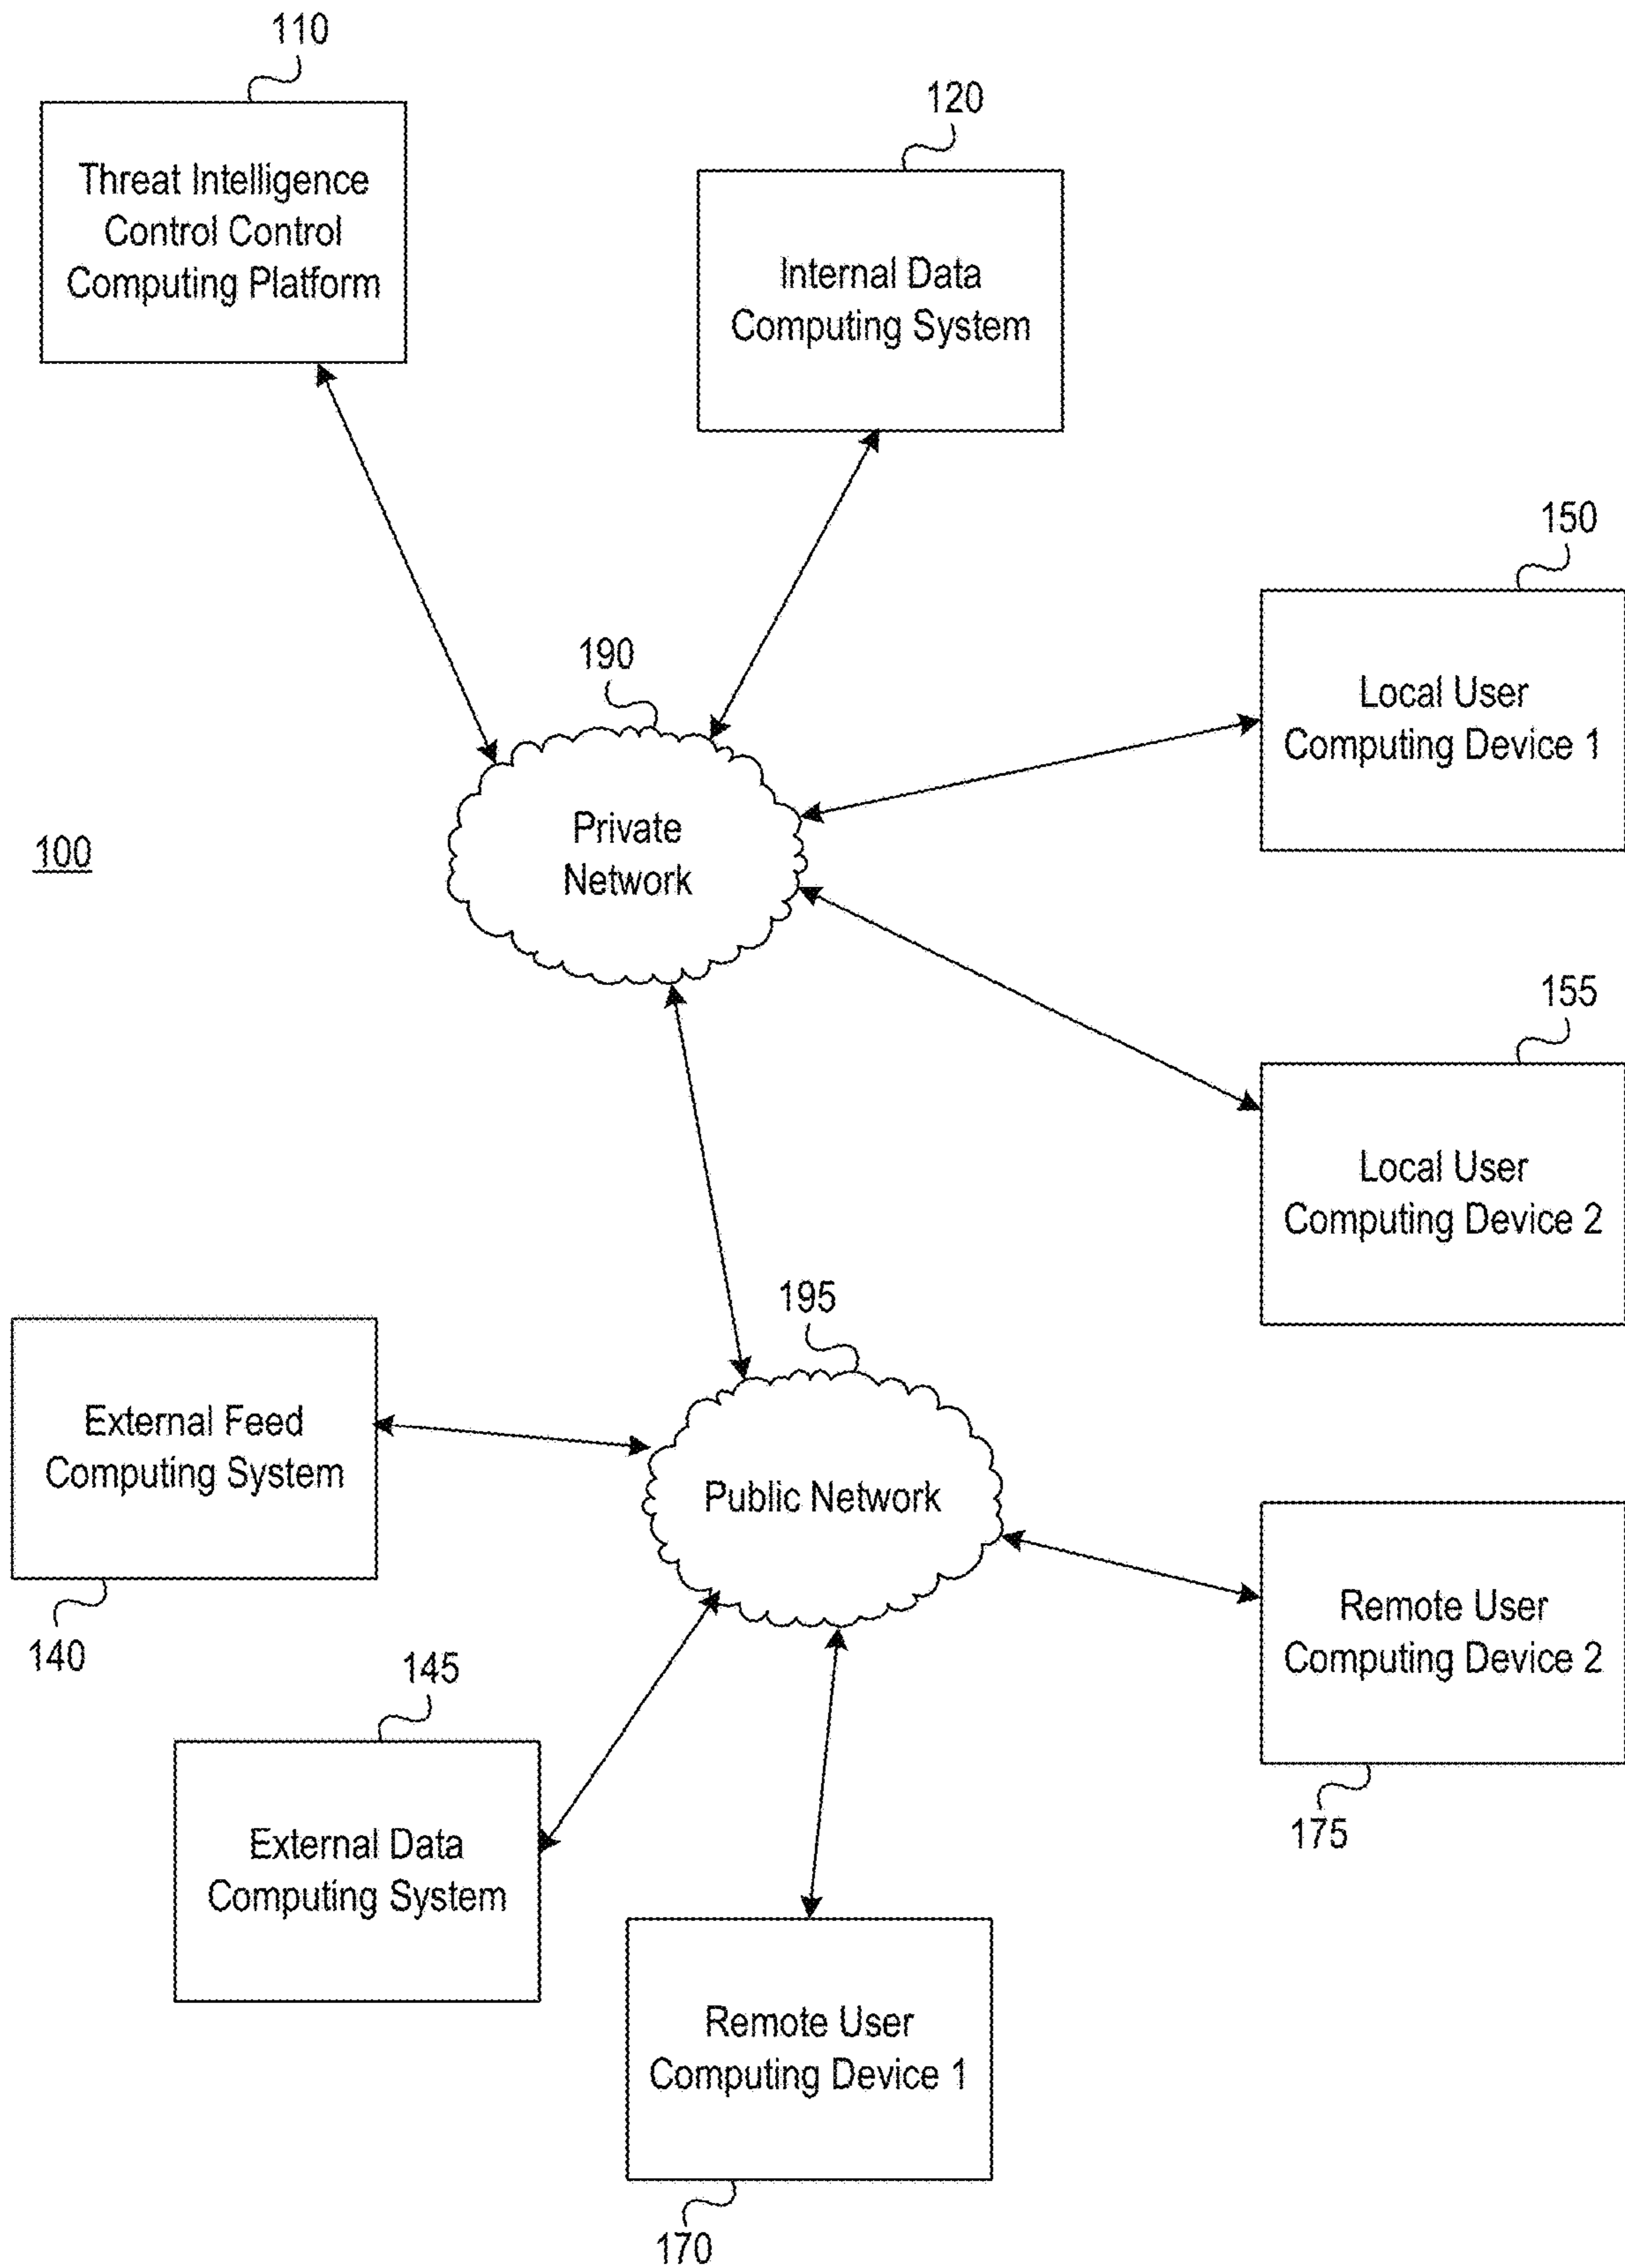 110
Threat Intelligence
Control Control
Computing Platform
120
Internal Data
Computing System
150
Local User
Computing Device 1
190
Private
Network
100
155
Local User
Computing Device 2
195
Public Network
External Feed
Computing System
140
Remote User
Computing Device 2
175
145
External Data
Computing System
Remote User
Computing Device 1
170